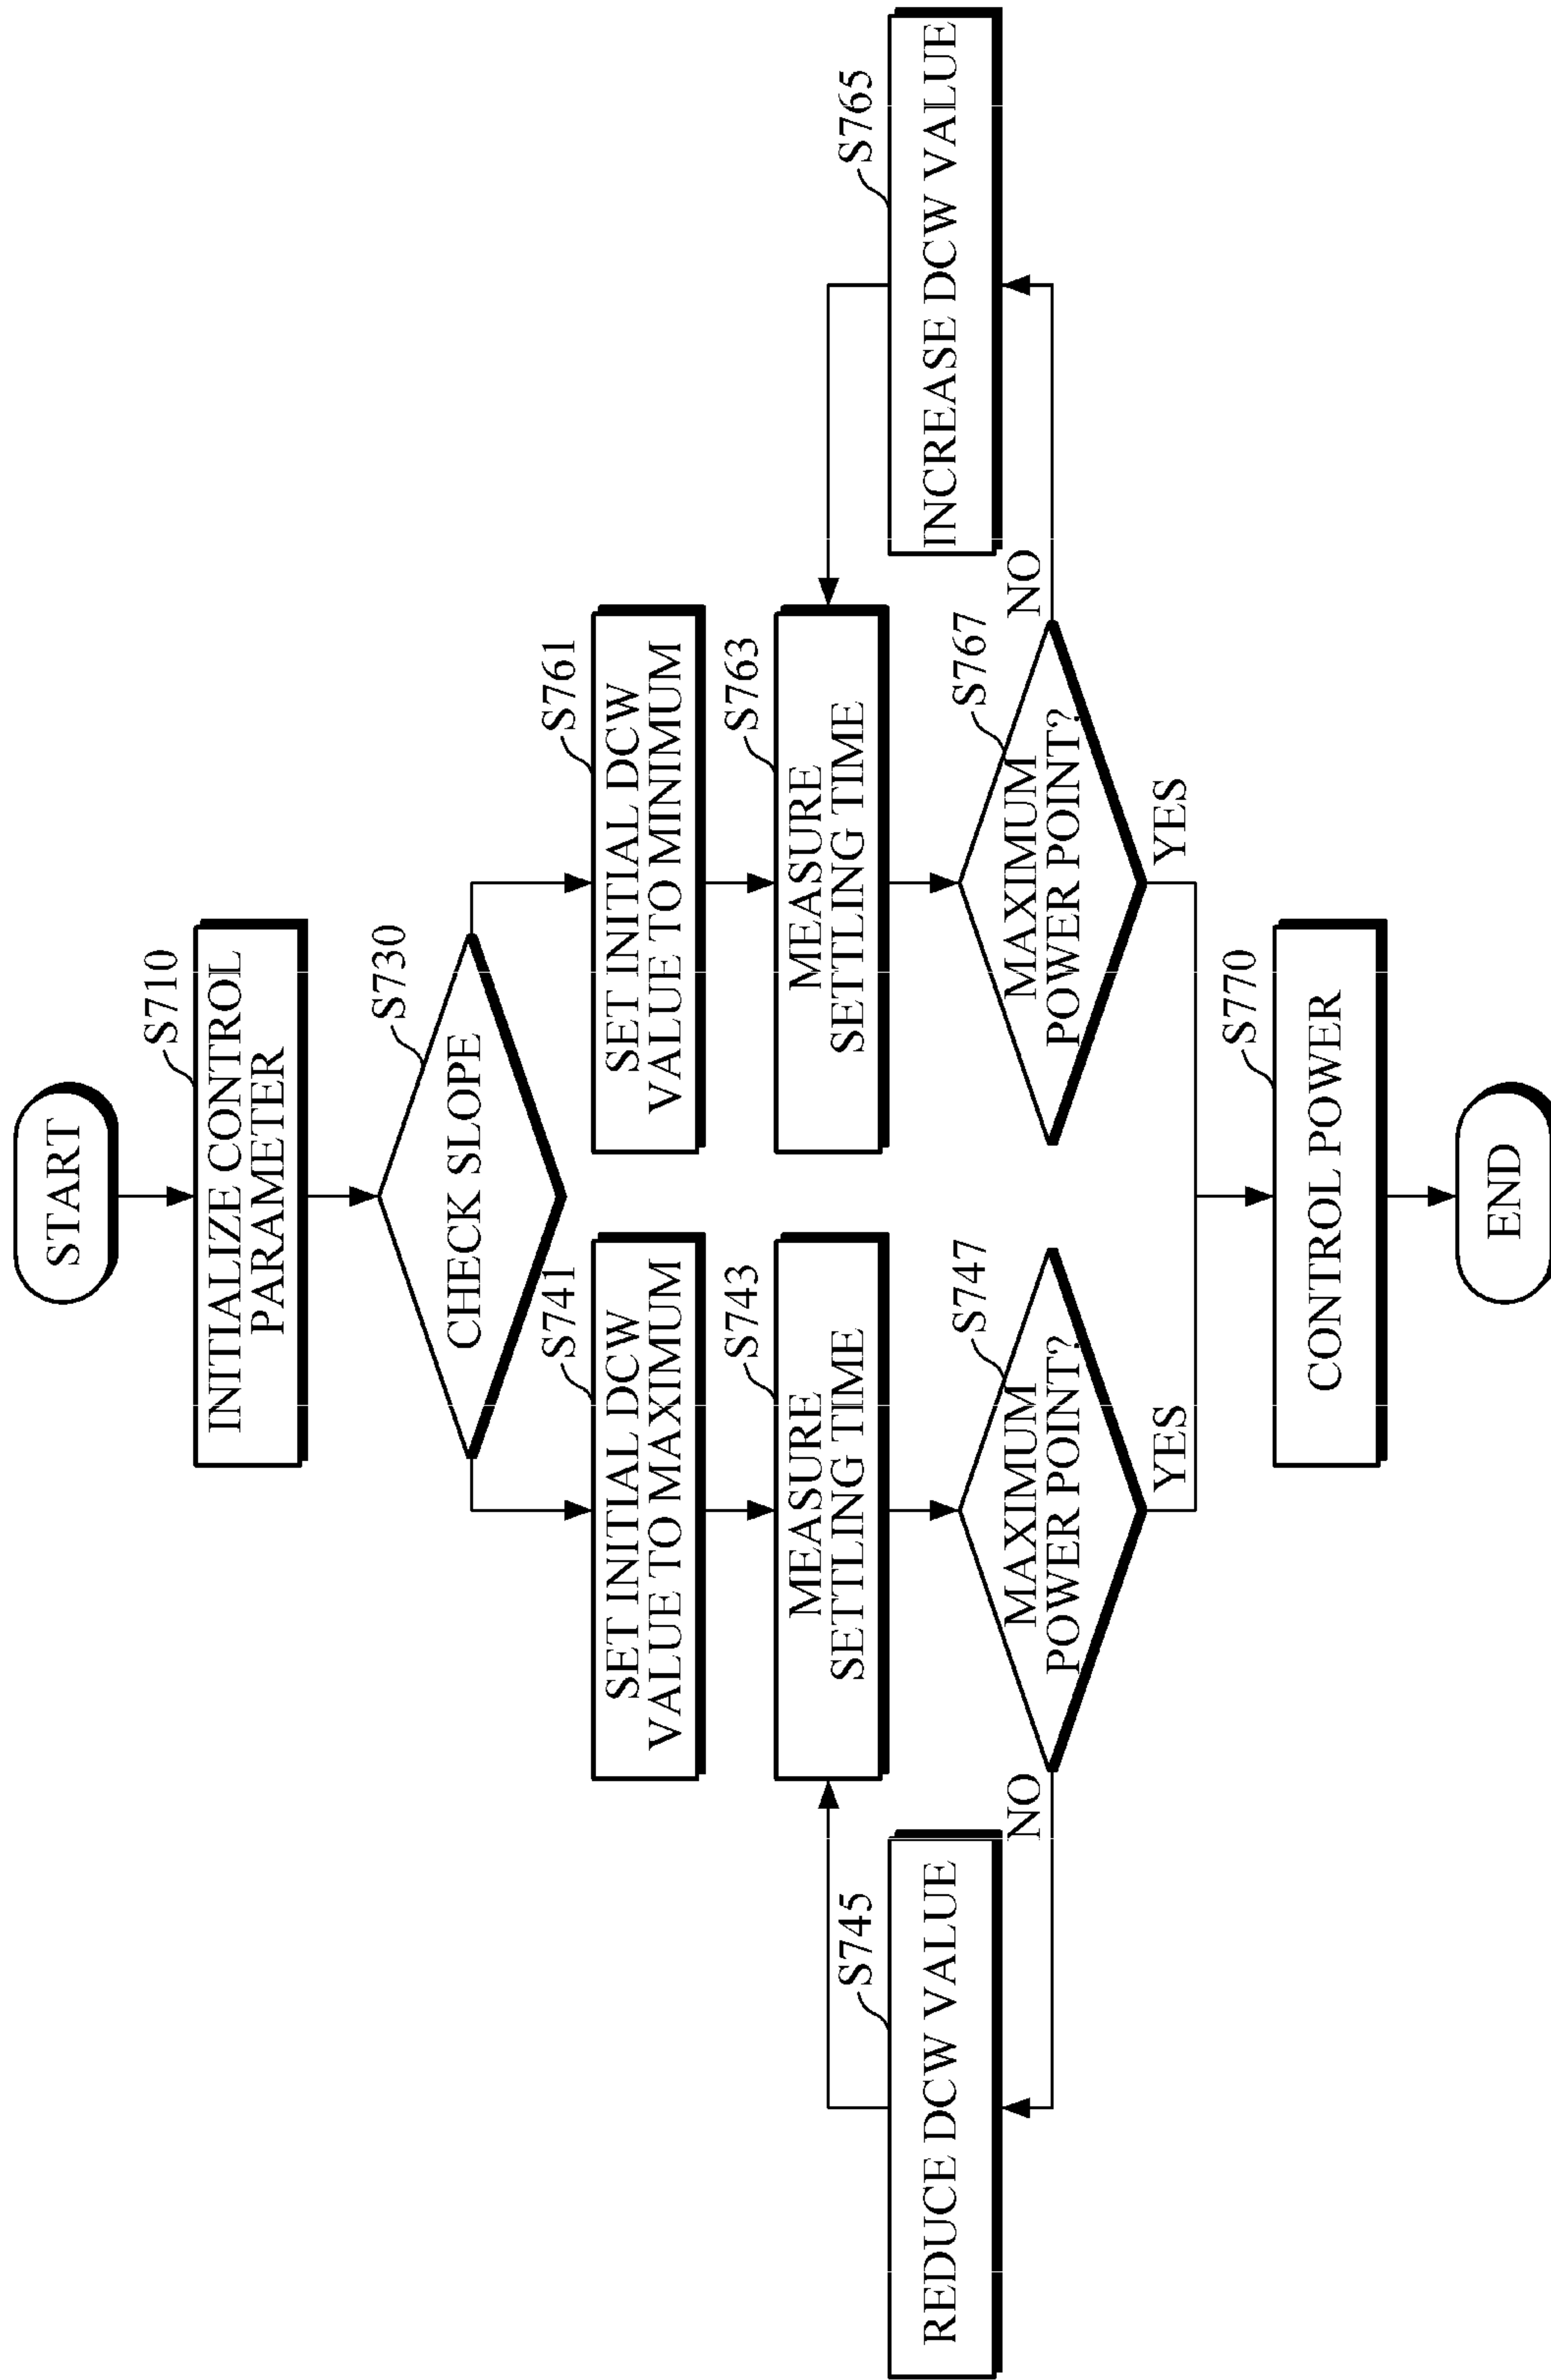 START
S710
INITIALIZE CONTROL
PARAMETER
S730
CHECK SLOPE
S741
SET INITIAL DCW
VALUE TO MAXIMUM
S761
SET INITIAL DCW
VALUE TO MINIMUM
S743
MEASURE
SETTLING TIME
S763
MEASURE
SETTLING TIME
S745
REDUCE DCW VALUE
S765
INCREASE DCW VALUE
S747
MAXIMUM
POWER POINT?
NO
YES
S767
MAXIMUM
POWER POINT?
NO
YES
S770
CONTROL POWER
END